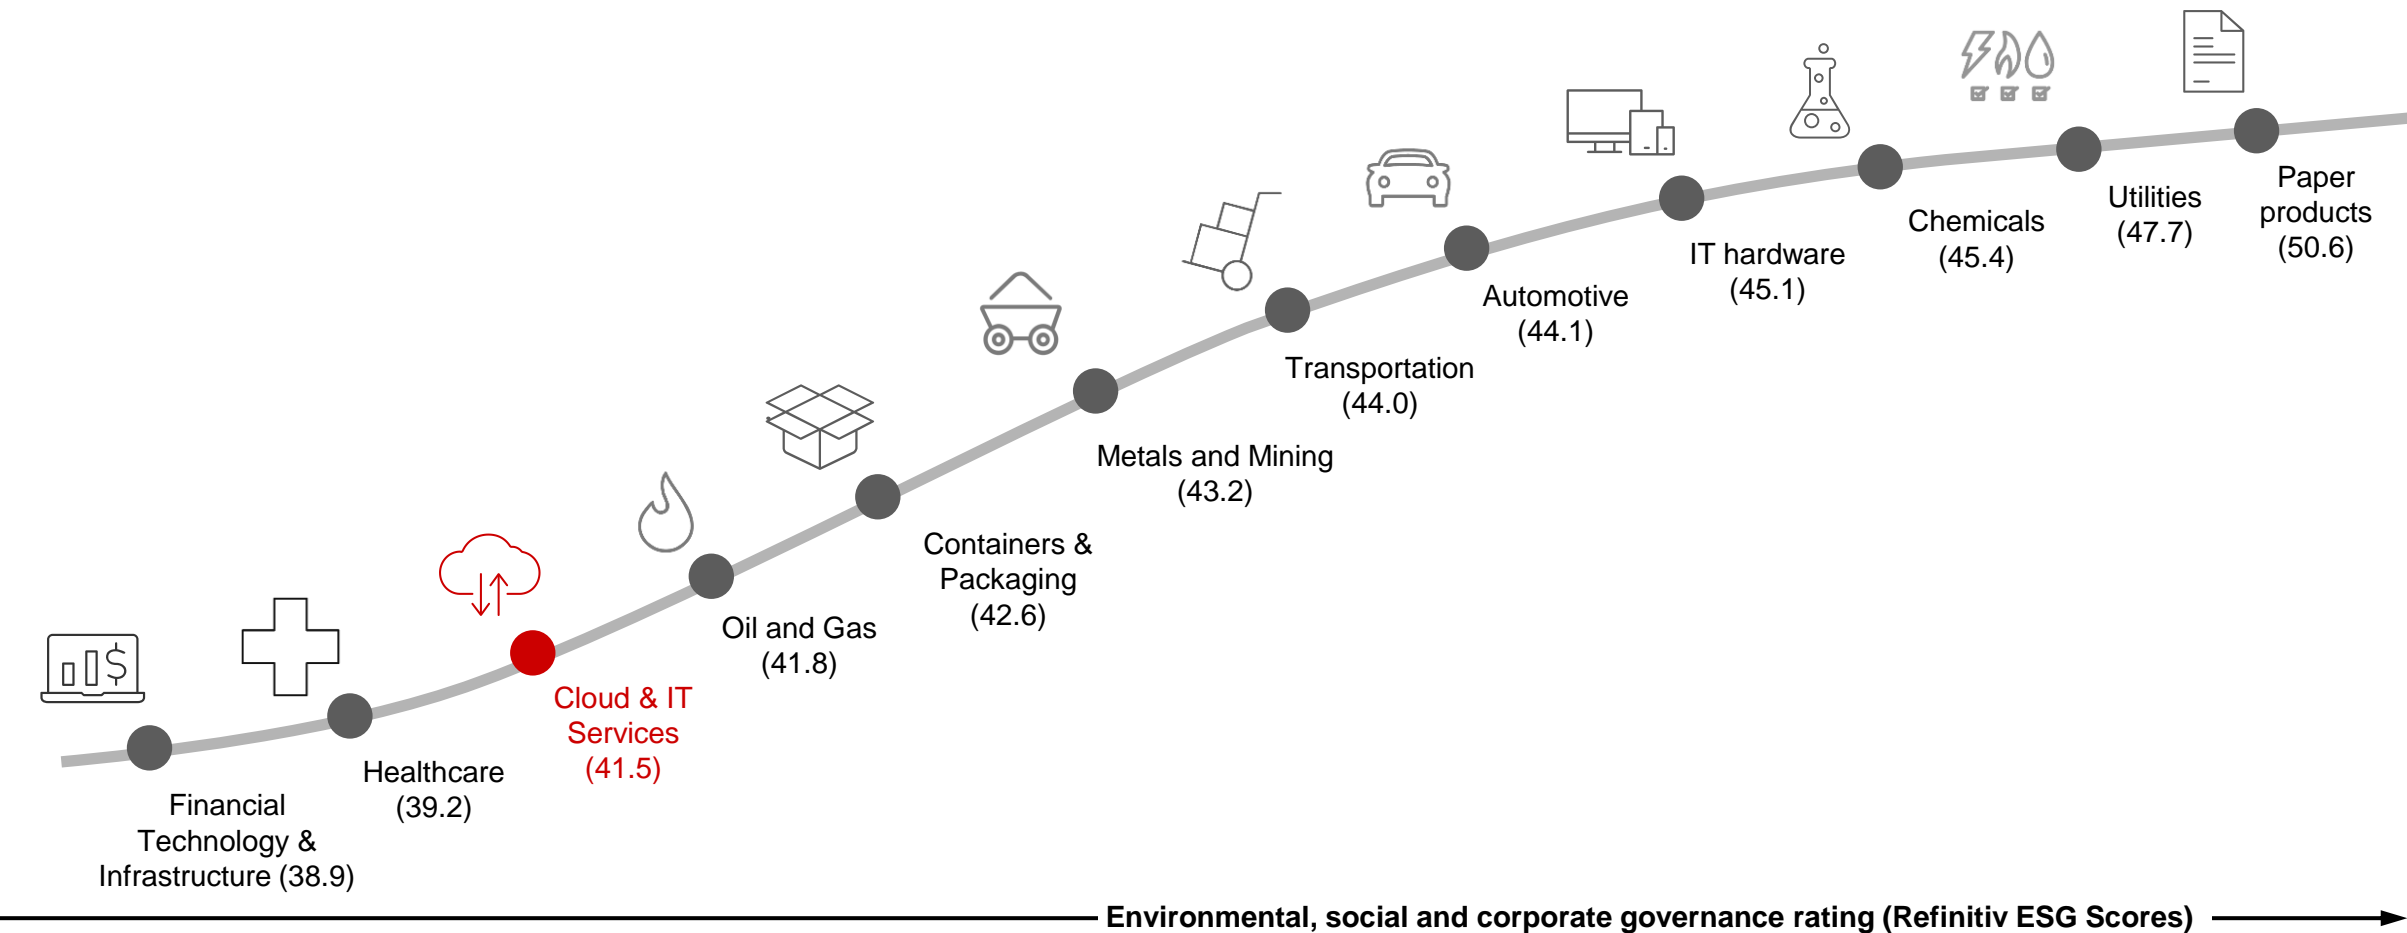 Financial
Technology &
Infrastructure (38.9)
Healthcare
(39.2)
Cloud & IT
Services
(41.5)
Oil and Gas
(41.8)
Containers &
Packaging
(42.6)
Metals and Mining
(43.2)
Transportation
(44.0)
Automotive
(44.1)
IT hardware
(45.1)
Chemicals
(45.4)
Utilities
(47.7)
Paper
products
(50.6)
$
Environmental, social and corporate governance rating (Refinitiv ESG Scores)